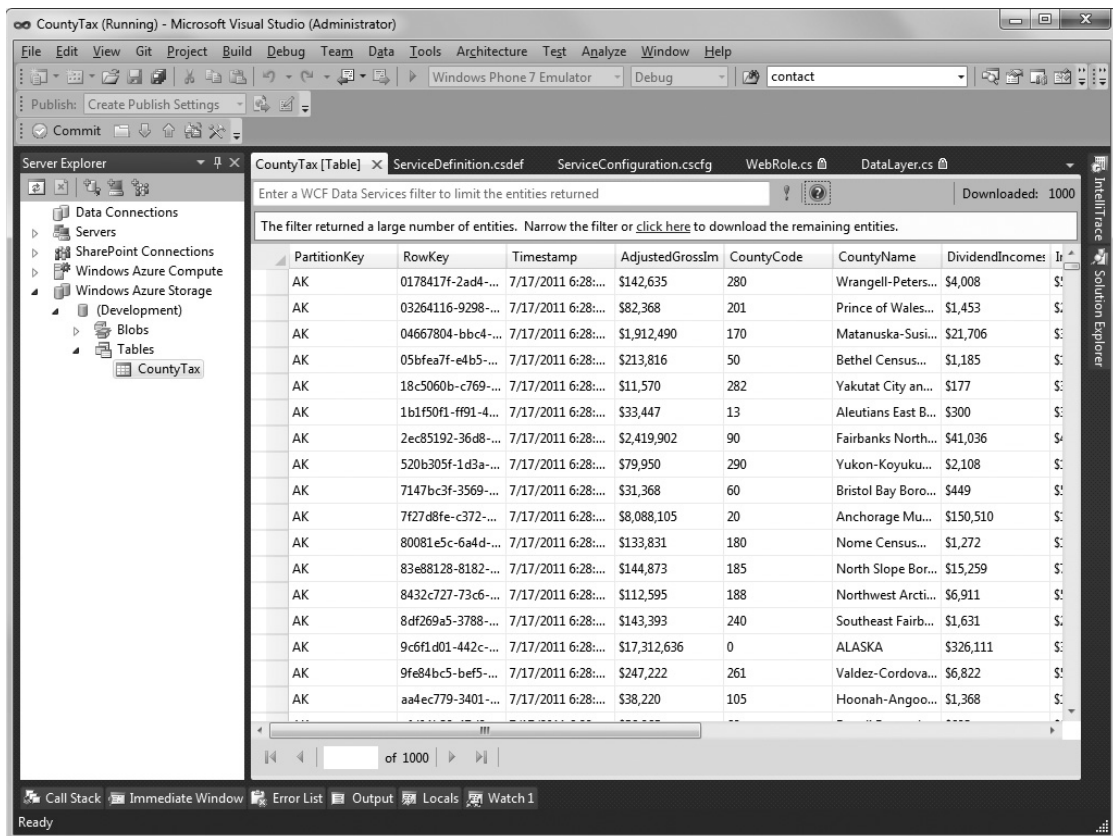 CountyTax (Running) - Microsoft Visual Studio (Administrator)
File Edit View Git Project Build Debug Team Data Tools Architecture Test Analyze Window Help
Windows Phone 7 Emulator Debug contact
Publish: Create Publish Settings
Commit
Server Explorer
Data Connections
Servers
SharePoint Connections
Windows Azure Compute
Windows Azure Storage
(Development)
Blobs
Tables
CountyTax
CountyTax [Table] ServiceDefinition.csdef ServiceConfiguration.cscfg WebRole.cs DataLayer.cs
Enter a WCF Data Services filter to limit the entities returned Downloaded: 1000
The filter returned a large number of entities. Narrow the filter or click here to download the remaining entities.
PartitionKey RowKey Timestamp AdjustedGrossIm CountyCode CountyName DividendIncomes
AK 0178417f-2ad4-... 7/17/2011 6:28:... $142,635 280 Wrangell-Peters... $4,008
AK 03264116-9298-... 7/17/2011 6:28:... $82,368 201 Prince of Wales... $1,453
AK 04667804-bbc4-... 7/17/2011 6:28:... $1,912,490 170 Matanuska-Susi... $21,706
AK 05bfea7f-e4b5-... 7/17/2011 6:28:... $213,816 50 Bethel Census... $1,185
AK 18c5060b-c769-... 7/17/2011 6:28:... $11,570 282 Yakutat City an... $177
AK 1b1f50f1-ff91-4... 7/17/2011 6:28:... $33,447 13 Aleutians East B... $300
AK 2ec85192-36d8-... 7/17/2011 6:28:... $2,419,902 90 Fairbanks North... $41,036
AK 520b305f-1d3a-... 7/17/2011 6:28:... $79,950 290 Yukon-Koyuku... $2,108
AK 7147bc3f-3569-... 7/17/2011 6:28:... $31,368 60 Bristol Bay Boro... $449
AK 7f27d8fe-c372-... 7/17/2011 6:28:... $8,088,105 20 Anchorage Mu... $150,510
AK 80081e5c-6a4d-... 7/17/2011 6:28:... $133,831 180 Nome Census... $1,272
AK 83e88128-8182-... 7/17/2011 6:28:... $144,873 185 North Slope Bor... $15,259
AK 8432c727-73c6-... 7/17/2011 6:28:... $112,595 188 Northwest Arcti... $6,911
AK 8df269a5-3788-... 7/17/2011 6:28:... $143,393 240 Southeast Fairb... $1,631
AK 9c6f1d01-442c-... 7/17/2011 6:28:... $17,312,636 0 ALASKA $326,111
AK 9fe84bc5-bef5-... 7/17/2011 6:28:... $247,222 261 Valdez-Cordova... $6,822
AK aa4ec779-3401-... 7/17/2011 6:28:... $38,220 105 Hoonah-Angoo... $1,368
of 1000
IntelliTrace
Solution Explorer
Call Stack Immediate Window Error List Output Locals Watch 1
Ready